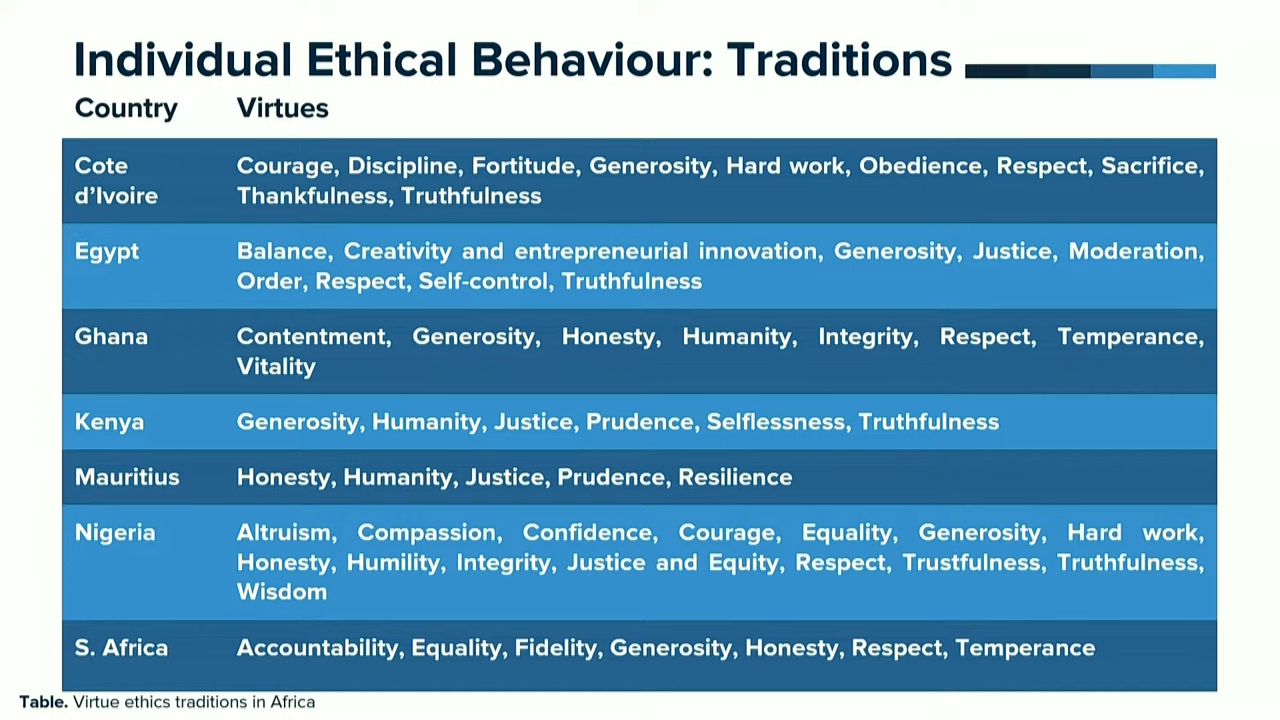 Individual Ethical Behaviour: Traditions
Country Virtues
Cote Courage, Discipline, Fortitude, Generosity, Hard work, Obedience, Respect, Sacrifice,
d’Ivoire Thankfulness, Truthfulness
Egypt Balance, Creativity and entrepreneurial innovation, Generosity, Justice, Moderation,
Order, Respect, Self-control, Truthfulness
Ghana Contentment, Generosity, Honesty, Humanity, Integrity, Respect, Temperance,
Vitality
Kenya Generosity, Humanity, Justice, Prudence, Selflessness, Truthfulness
Mauritius Honesty, Humanity, Justice, Prudence, Resilience
Nigeria Altruism, Compassion, Confidence, Courage, Equality, Generosity, Hard work,
Honesty, Humility, Integrity, Justice and Equity, Respect, Trustfulness, Truthfulness,
Wisdom
S. Africa Accountability, Equality, Fidelity, Generosity, Honesty, Respect, Temperance
Table. Virtue ethics traditions in Africa